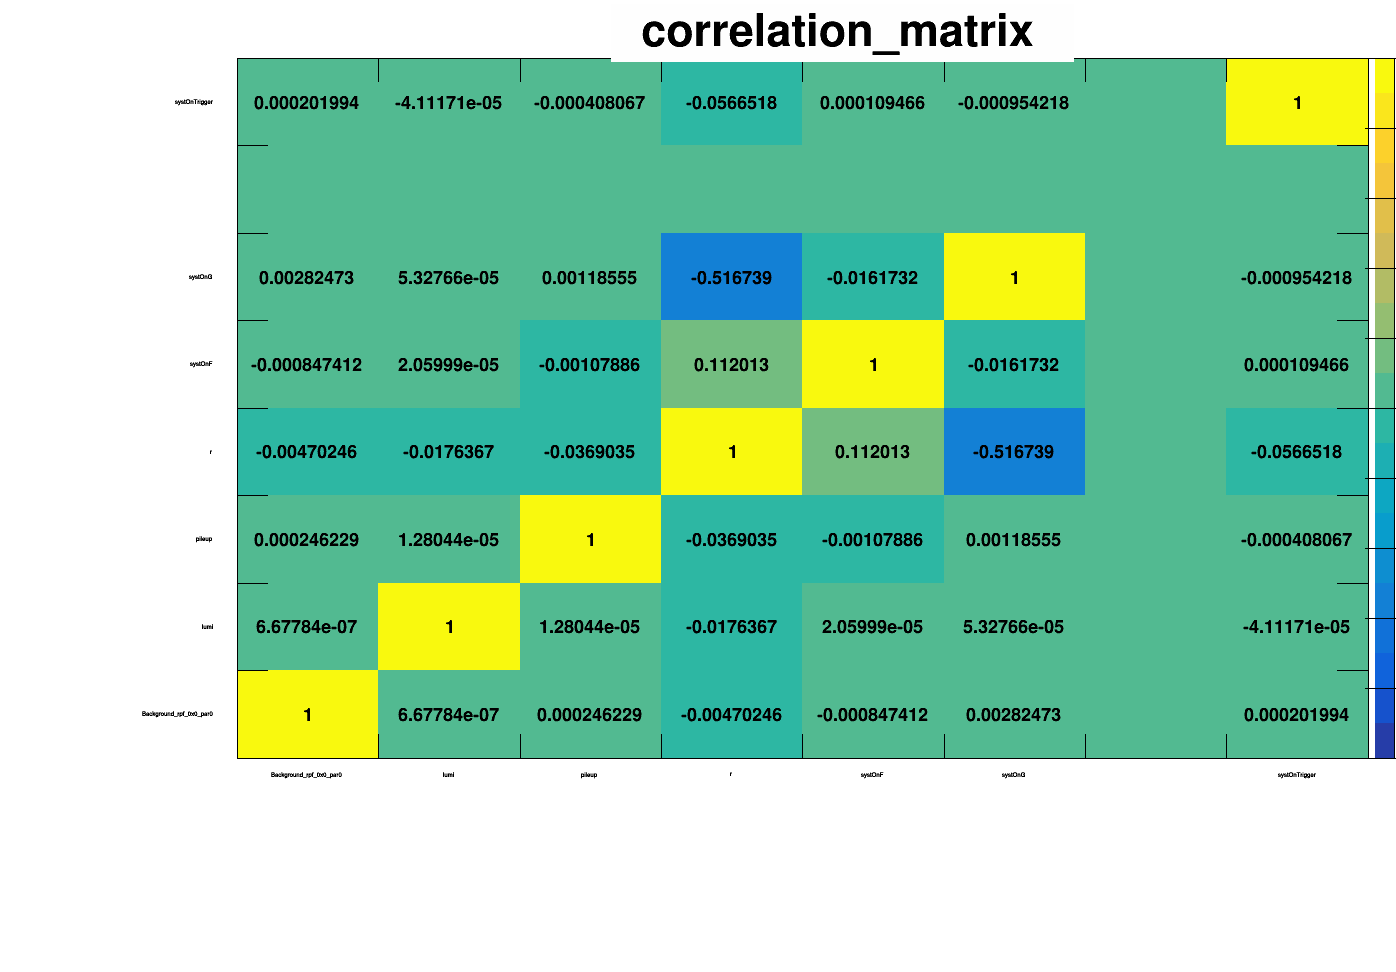 correlation_matrix
systOnTrigger 0.000201994 -4.11171e-05 -0.000408067 -0.0566518 0.000109466 -0.000954218 1
systOnG 0.00282473 5.32766e-05 0.00118555 -0.516739 -0.0161732 1 -0.000954218
systOnF -0.000847412 2.05999e-05 -0.00107886 0.112013 1 -0.0161732 0.000109466
r -0.00470246 -0.0176367 -0.0369035 1 0.112013 -0.516739 -0.0566518
pileup 0.000246229 1.28044e-05 1 -0.0369035 -0.00107886 0.00118555 -0.000408067
lumi 6.67784e-07 1 1.28044e-05 -0.0176367 2.05999e-05 5.32766e-05 -4.11171e-05
Background_rpf_0x0_par0 1 6.67784e-07 0.000246229 -0.00470246 -0.000847412 0.00282473 0.000201994
Background_rpf_0x0_par0 lumi pileup r systOnF systOnG systOnTrigger